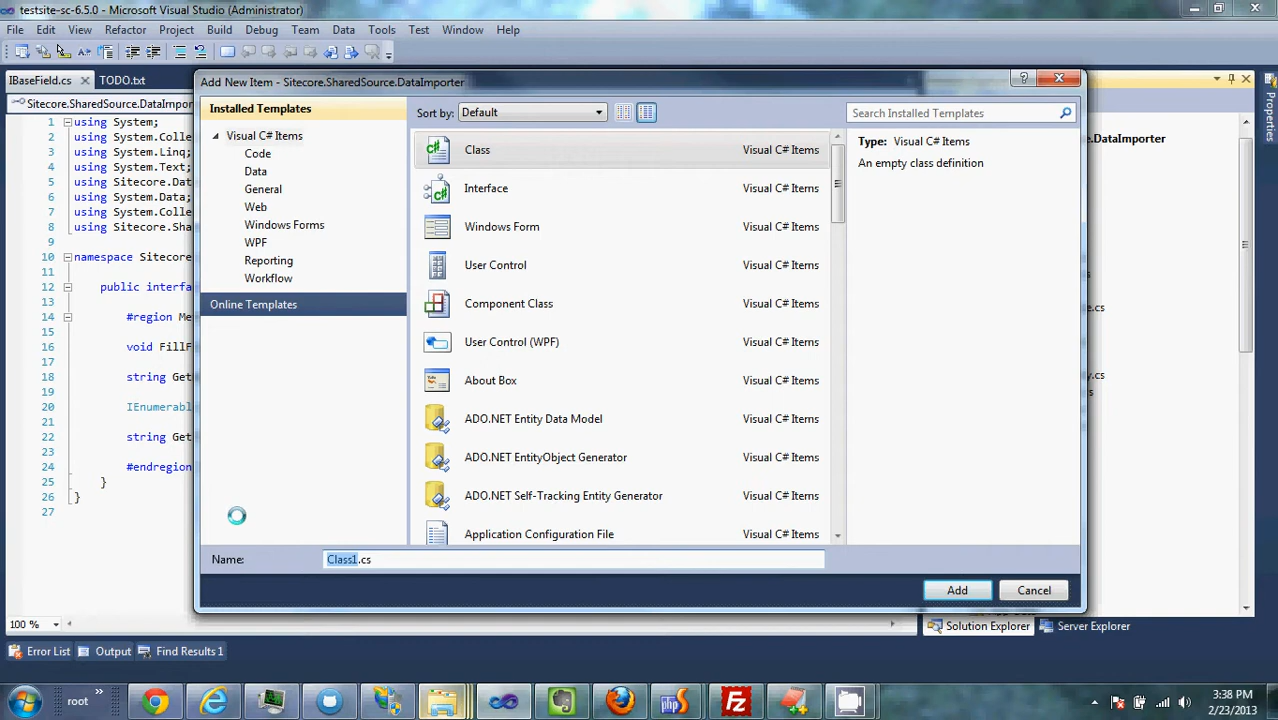 testsite-sc-6.5.0 - Microsoft Visual Studio (Administrator)
File Edit View Refactor Project Build Debug Team Data Tools Test Window Help
IBaseField.cs TODO.txt
Sitecore.SharedSource.DataImpor
1 using System;
2 using System.Colle
3 using System.Linq;
4 using System.Text;
5 using Sitecore.Dat
6 using System.Data;
7 using System.Colle
8 using Sitecore.Sha
9
10 namespace Sitecore
11
12 public interfa
14 #region Me
15
16 void FillF
17
18 string Get
19
20 IEnumerabl
21
22 string Get
23
24 #endregion
25 }
26 }
27
100 %
Add New Item - Sitecore.SharedSource.DataImporter
Installed Templates
Visual C# Items
Code
Data
General
Web
Windows Forms
WPF
Reporting
Workflow
Online Templates
Sort by: Default
Search Installed Templates
Class Visual C# Items
Interface Visual C# Items
Windows Form Visual C# Items
User Control Visual C# Items
Component Class Visual C# Items
User Control (WPF) Visual C# Items
About Box Visual C# Items
ADO.NET Entity Data Model Visual C# Items
ADO.NET EntityObject Generator Visual C# Items
ADO.NET Self-Tracking Entity Generator Visual C# Items
Application Configuration File Visual C# Items
Type: Visual C# Items
An empty class definition
Name: Class1.cs
Add Cancel
.DataImporter
.cs
y.cs
s
Properties
Solution Explorer Server Explorer
Error List Output Find Results 1
root »
3:38 PM
2/23/2013